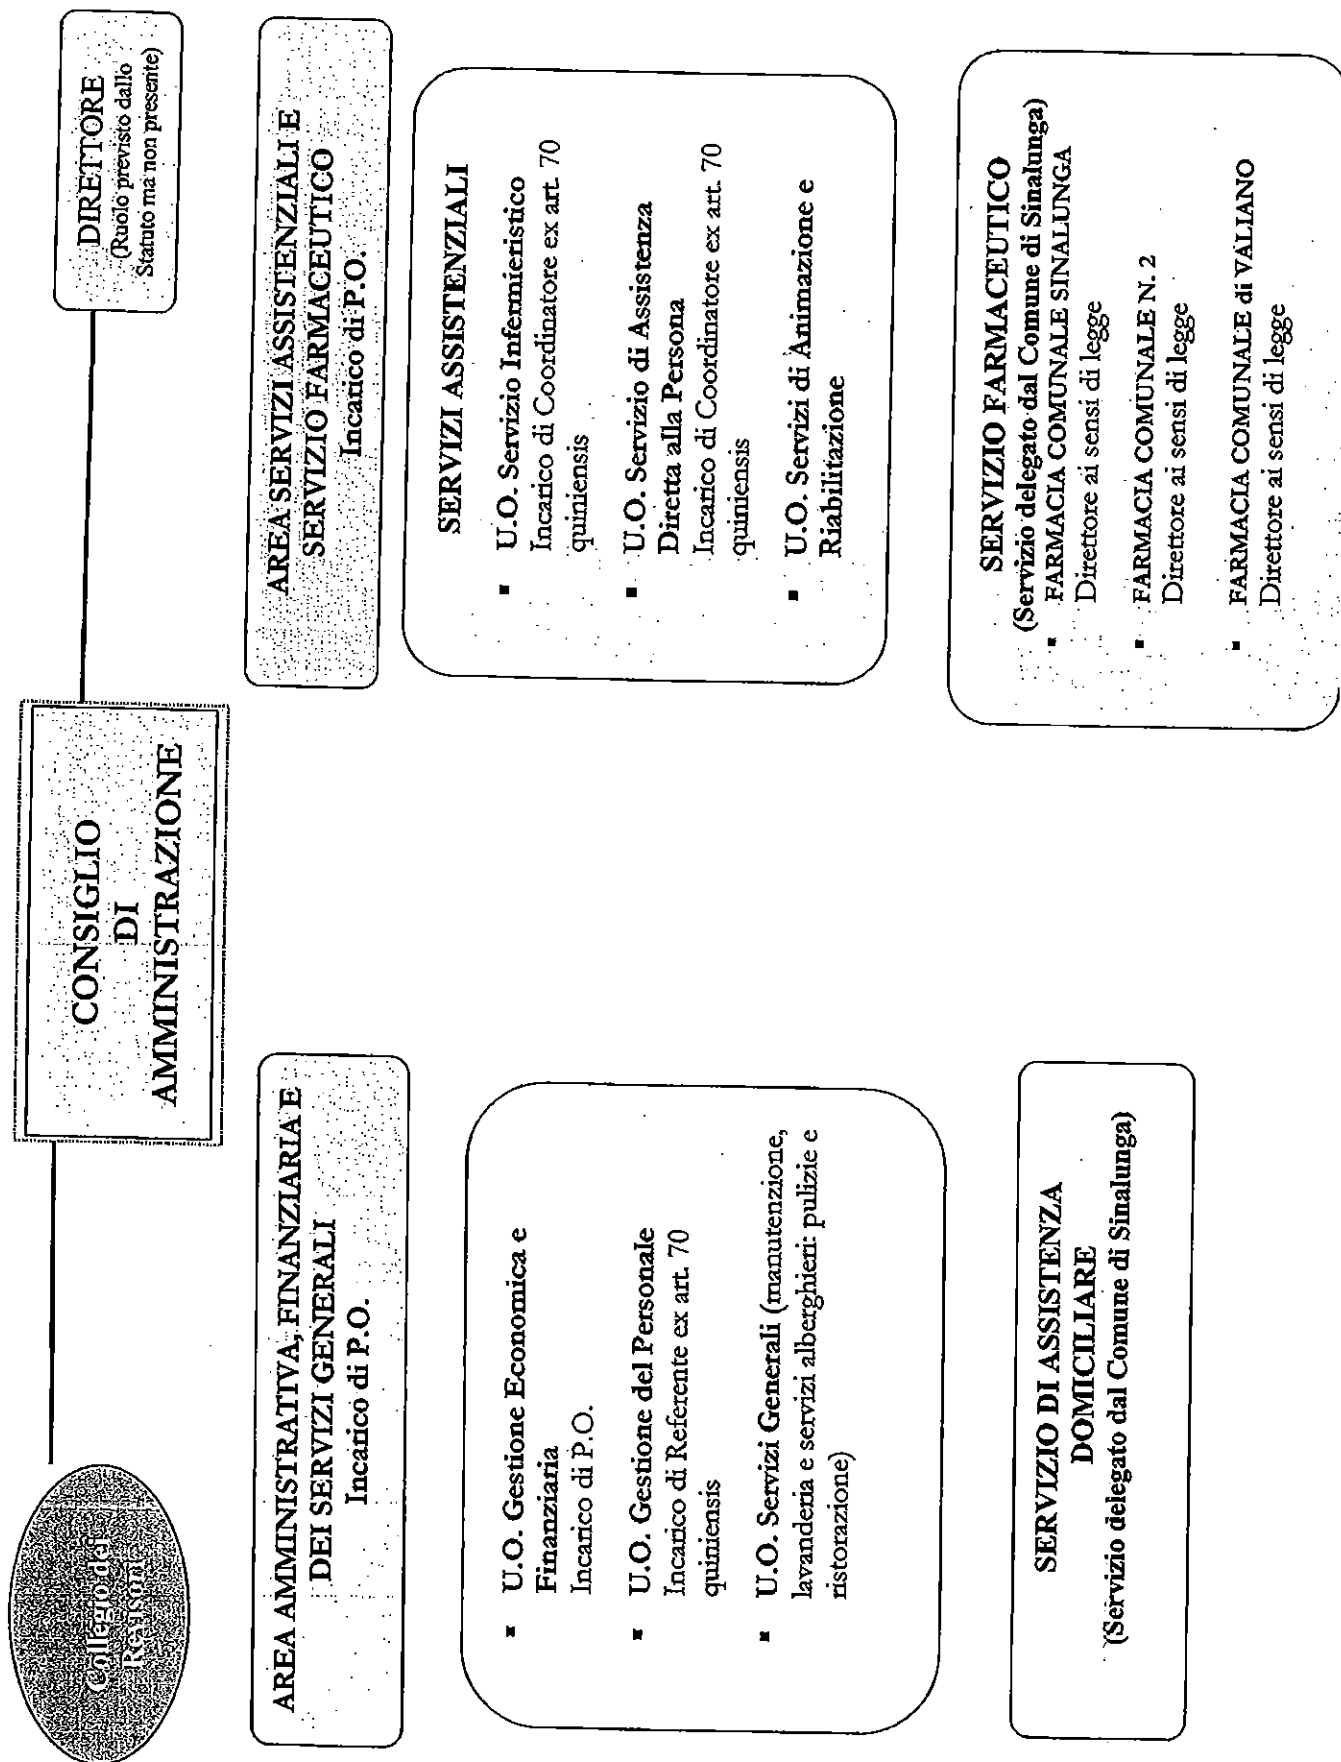 Collegio dei
Revisori
CONSIGLIO
DI
AMMINISTRAZIONE
DIRETTORE
(Ruolo previsto dallo
Statuto ma non presente)
AREA AMMINISTRATIVA, FINANZIARIA E
DEI SERVIZI GENERALI
Incarico di P.O.
▪ U.O. Gestione Economica e
Finanziaria
Incarico di P.O.
▪ U.O. Gestione del Personale
Incarico di Referente ex art. 70
quiniensis
▪ U.O. Servizi Generali (manutenzione,
lavanderia e servizi alberghieri: pulizie e
ristorazione)
SERVIZIO DI ASSISTENZA
DOMICILIARE
(Servizio delegato dal Comune di Sinalunga)
AREA SERVIZI ASSISTENZIALI E
SERVIZIO FARMACEUTICO
Incarico di P.O.
SERVIZI ASSISTENZIALI
▪ U.O. Servizio Infermieristico
Incarico di Coordinatore ex art. 70
quiniensis
▪ U.O. Servizio di Assistenza
Diretta alla Persona
Incarico di Coordinatore ex art. 70
quiniensis
▪ U.O. Servizi di Animazione e
Riabilitazione
SERVIZIO FARMACEUTICO
(Servizio delegato dal Comune di Sinalunga)
▪ FARMACIA COMUNALE SINALUNGA
Direttore ai sensi di legge
▪ FARMACIA COMUNALE N. 2
Direttore ai sensi di legge
▪ FARMACIA COMUNALE di VALIANO
Direttore ai sensi di legge